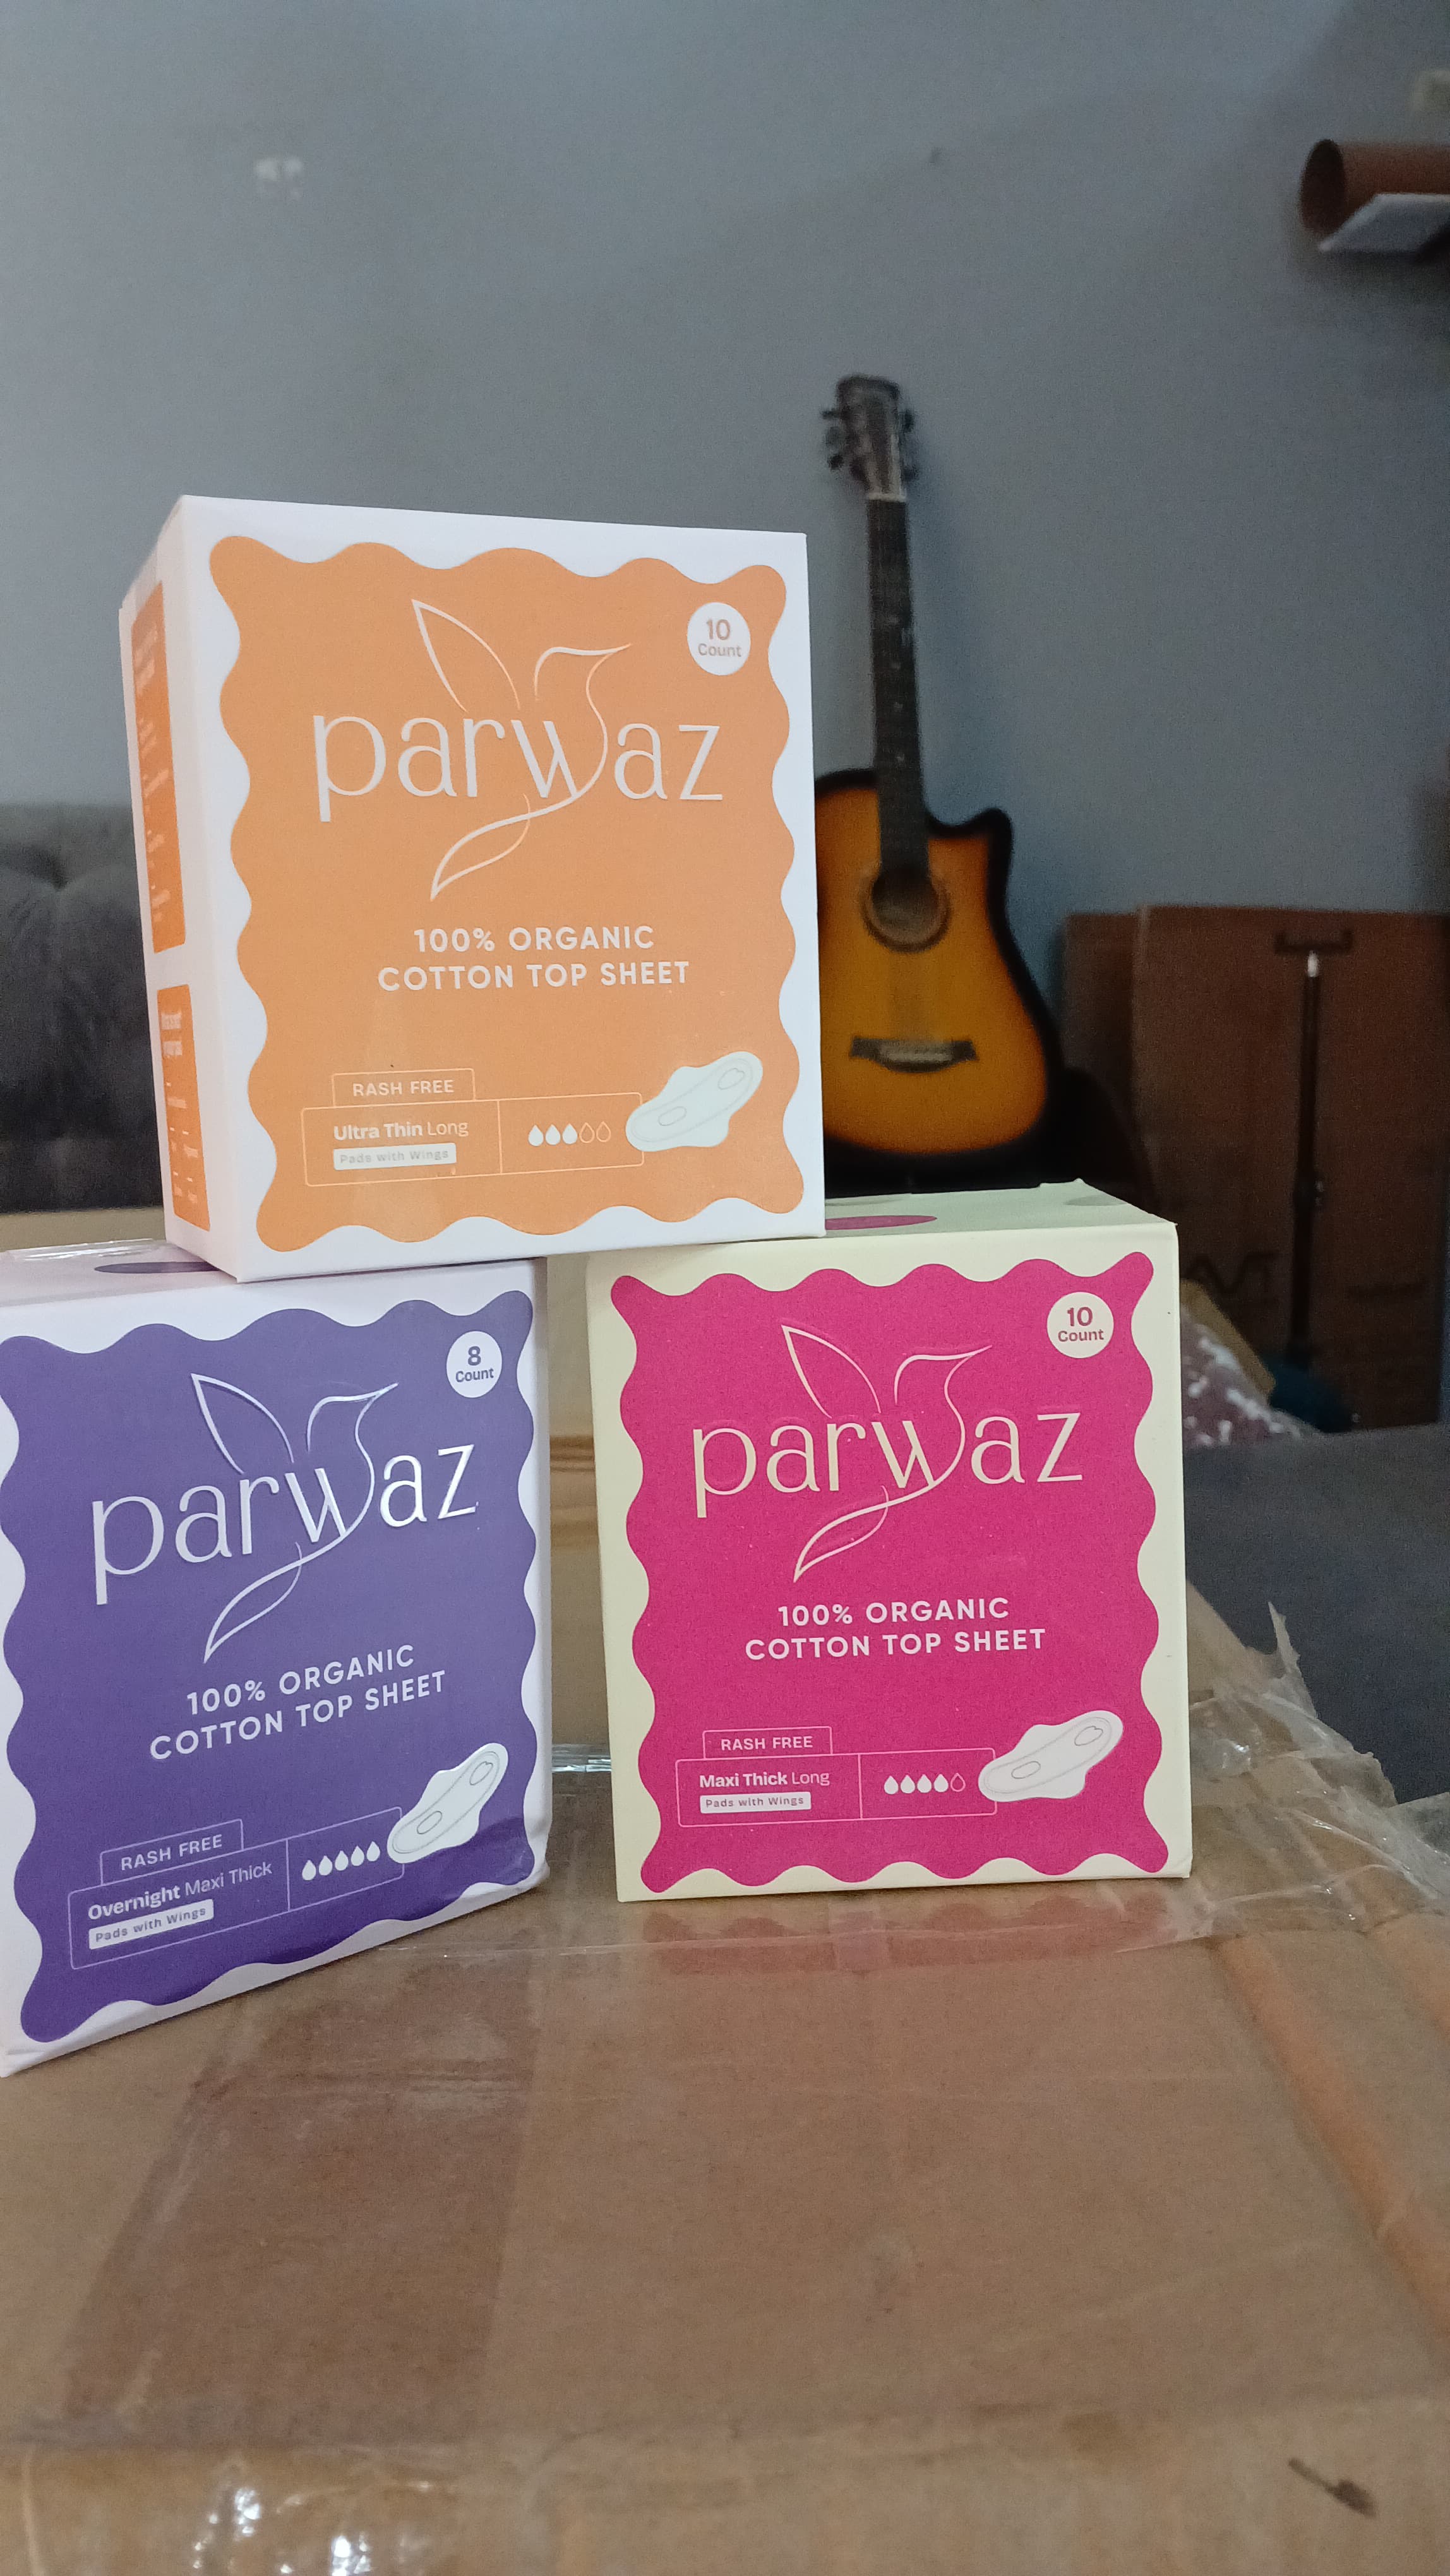 10
Count
parwaz
100% ORGANIC
COTTON TOP SHEET
RASH FREE
Ultra Thin Long
Pads with Wings
8
Count
parwaz
100% ORGANIC
COTTON TOP SHEET
RASH FREE
Overnight Maxi Thick
Pads with Wings
10
Count
parwaz
100% ORGANIC
COTTON TOP SHEET
RASH FREE
Maxi Thick Long
Pads with Wings